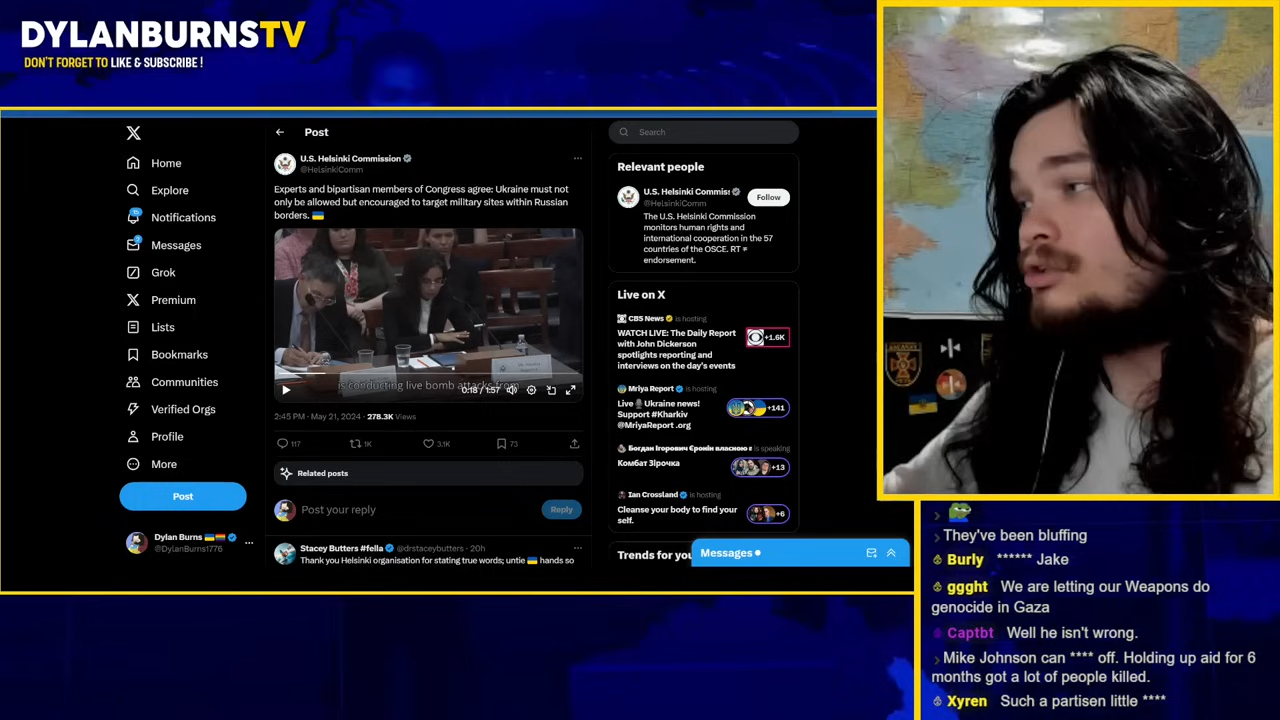 DYLANBURNSTV
DON'T FORGET TO LIKE & SUBSCRIBE !
Home
Explore
Notifications
Messages
Grok
Premium
Lists
Bookmarks
Communities
Verified Orgs
Profile
More
Post
Dylan Burns 🇺🇦
@DylanBurns1776
Post
U.S. Helsinki Commission
@HelsinkiComm
Experts and bipartisan members of Congress agree: Ukraine must not
only be allowed but encouraged to target military sites within Russian
borders. 🇺🇦
is conducting live bomb attacks from
0:18 / 1:57
2:45 PM · May 21, 2024 · 278.3K Views
117
1K
3.1K
73
Related posts
Post your reply
Reply
Stacey Butters #fella @drstaceybutters · 20h
Thank you Helsinki organisation for stating true words; untie 🇺🇦 hands so
Search
Relevant people
U.S. Helsinki Commis:
@HelsinkiComm
Follow
The U.S. Helsinki Commission
monitors human rights and
international cooperation in the 57
countries of the OSCE. RT ≠
endorsement.
Live on X
CBS News is hosting
WATCH LIVE: The Daily Report
with John Dickerson
spotlights reporting and
interviews on the day's events
+1.6K
Mriya Report is hosting
Live🎙Ukraine news!
Support #Kharkiv
@MriyaReport .org
+141
Богдан Ігорович Єронін власною is speaking
Комбат Зірочка
+13
Ian Crossland is hosting
Cleanse your body to find your
self.
+6
Trends for you
Messages
They've been bluffing
Burly ****** Jake
ggght We are letting our Weapons do
genocide in Gaza
Captbt Well he isn't wrong.
Mike Johnson can **** off. Holding up aid for 6
months got a lot of people killed.
Xyren Such a partisen little ****